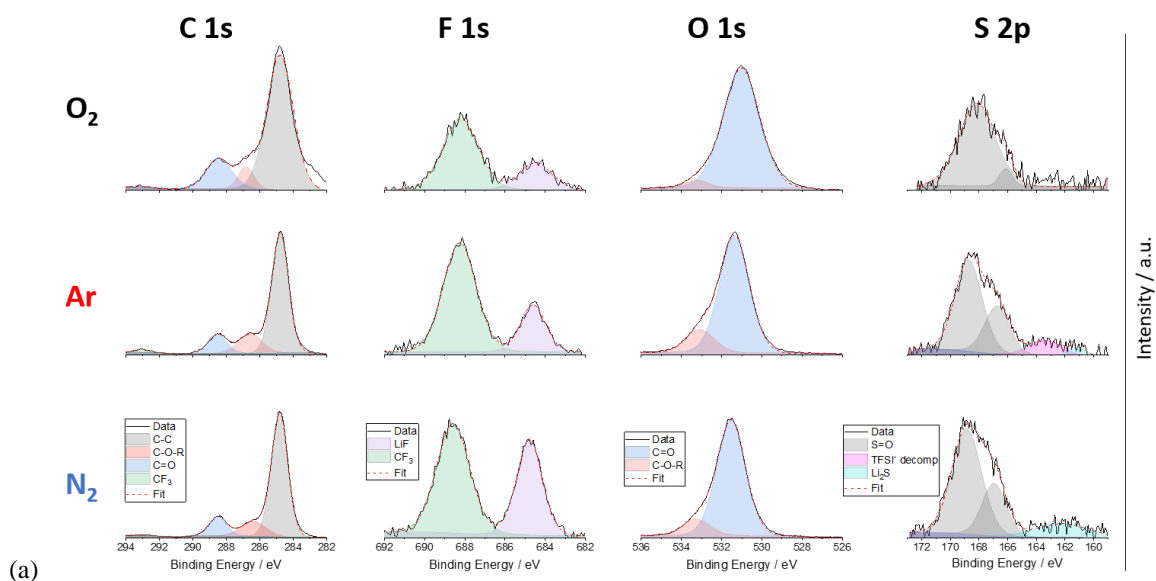 C 1s F 1s O 1s S 2p
O₂
Ar
N₂
Intensity / a.u.
Data
C-C
C-O-R
C=O
CF₃
Fit
Data
LiF
CF₃
Fit
Data
C=O
C-O-R
Fit
Data
S=O
TFSI⁻ decomp
Li₂S
Fit
294 292 290 288 286 284 282
692 690 688 686 684 682
536 534 532 530 528 526
172 170 168 166 164 162 160
Binding Energy / eV
Binding Energy / eV
Binding Energy / eV
Binding Energy / eV
(a)